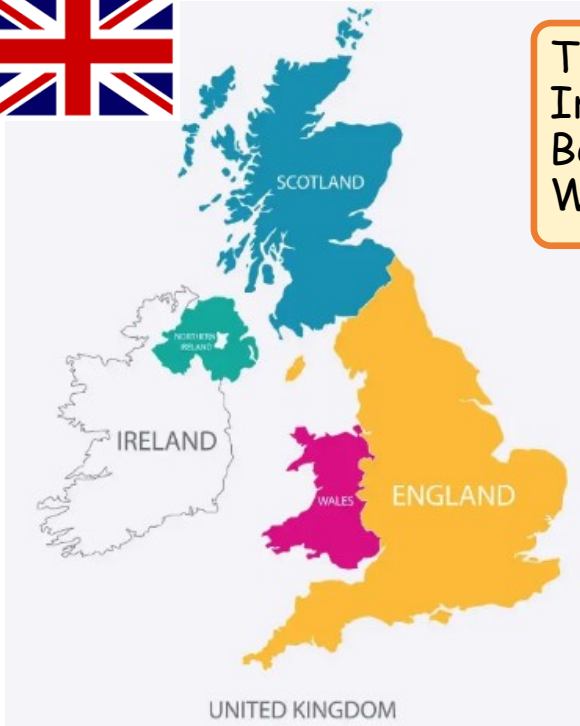 SCOTLAND
NORTHERN
IRELAND
IRELAND
WALES
ENGLAND
UNITED KINGDOM